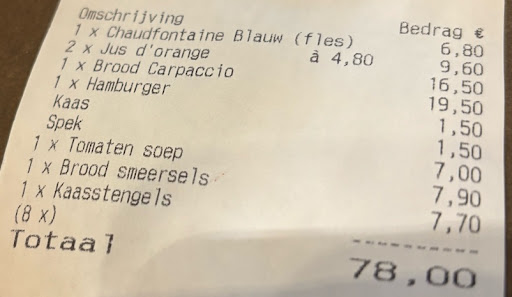 Omschrijving Bedrag €
1 x Chaudfontaine Blauw (fles) 6,80
2 x Jus d'orange à 4,80 9,60
1 x Brood Carpaccio 16,50
1 x Hamburger 19,50
Kaas 1,50
Spek 1,50
1 x Tomaten soep 7,00
1 x Brood smeersels 7,90
1 x Kaasstengels 7,70
(8 x)
Totaal 78,00